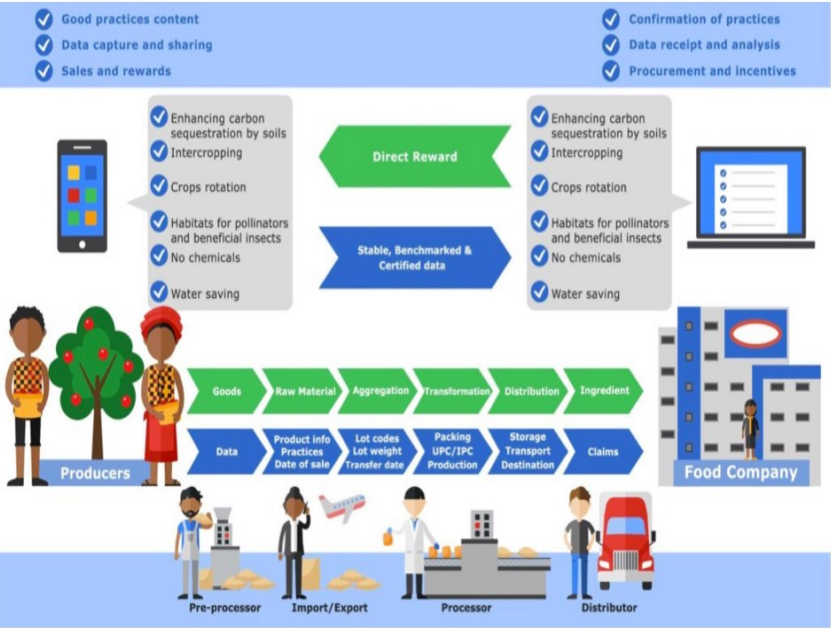 Good practices content
Data capture and sharing
Sales and rewards
Confirmation of practices
Data receipt and analysis
Procurement and incentives
Enhancing carbon
sequestration by soils
Intercropping
Crops rotation
Habitats for pollinators
and beneficial insects
No chemicals
Water saving
Direct Reward
Stable, Benchmarked &
Certified data
Enhancing carbon
sequestration by soils
Intercropping
Crops rotation
Habitats for pollinators
and beneficial insects
No chemicals
Water saving
Goods
Raw Material
Aggregation
Transformation
Distribution
Ingredient
Data
Product info
Practices
Date of sale
Lot codes
Lot weight
Transfer date
Packing
UPC/IPC
Production
Storage
Transport
Destination
Claims
Producers
Food Company
Pre-processor
Import/Export
Processor
Distributor